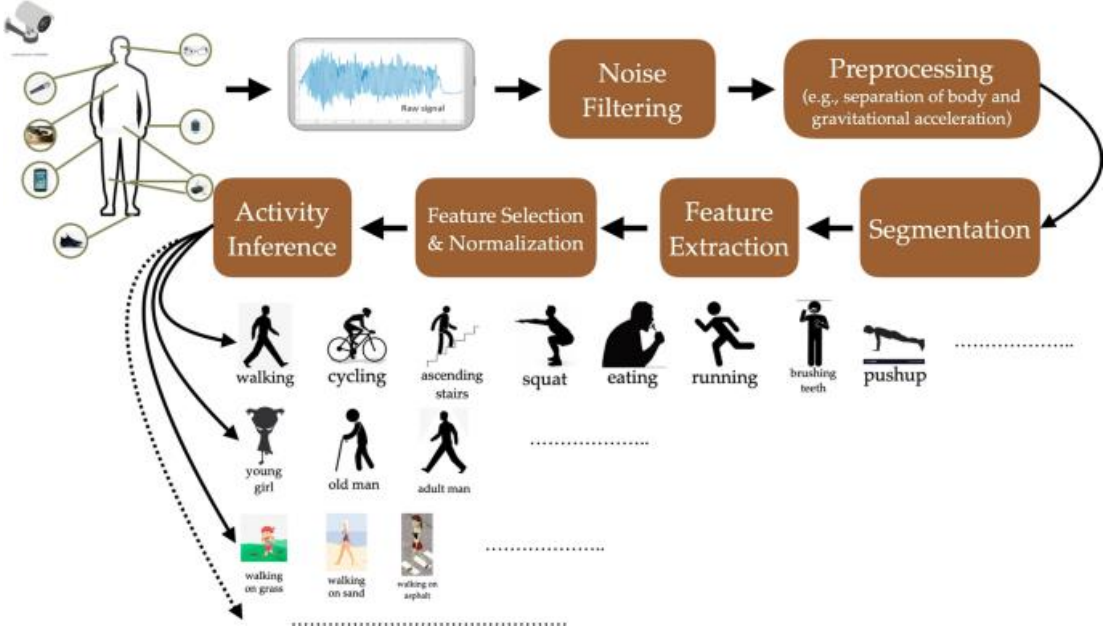 Raw signal
Noise
Filtering
Preprocessing
(e.g., separation of body and
gravitational acceleration)
Activity
Inference
Feature Selection
& Normalization
Feature
Extraction
Segmentation
walking
cycling
ascending
stairs
squat
eating
running
brushing
teeth
pushup
young
girl
old man
adult man
walking
on grass
walking
on sand
walking on
asphalt